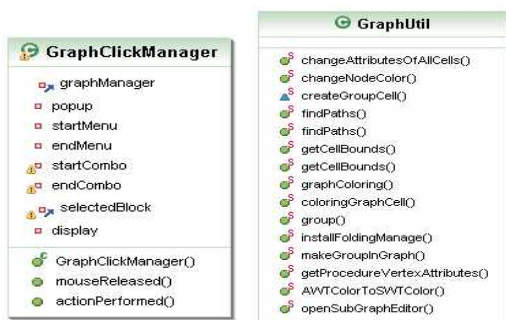 GraphClickManager
graphManager
popup
startMenu
endMenu
startCombo
endCombo
selectedBlock
display
GraphClickManager()
mouseReleased()
actionPerformed()
GraphUtil
changeAttributesOfAllCells()
changeNodeColor()
createGroupCell()
findPaths()
findPaths()
getCellBounds()
getCellBounds()
graphColoring()
coloringGraphCell()
group()
installFoldingManage()
makeGroupInGraph()
getProcedureVertexAttributes()
AWTColorToSWTColor()
openSubGraphEditor()